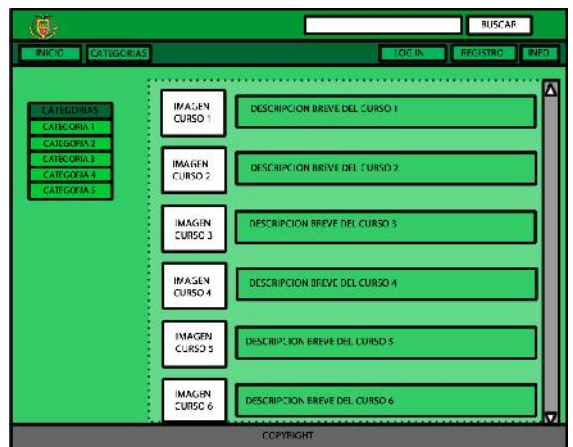 BUSCAR
INICIO CATEGORIAS LOG IN REGISTRO INFO
CATEGORIAS
CATEGORIA 1
CATEGORIA 2
CATEGORIA 3
CATEGORIA 4
CATEGORIA 5
IMAGEN
CURSO 1
DESCRIPCION BREVE DEL CURSO 1
IMAGEN
CURSO 2
DESCRIPCION BREVE DEL CURSO 2
IMAGEN
CURSO 3
DESCRIPCION BREVE DEL CURSO 3
IMAGEN
CURSO 4
DESCRIPCION BREVE DEL CURSO 4
IMAGEN
CURSO 5
DESCRIPCION BREVE DEL CURSO 5
IMAGEN
CURSO 6
DESCRIPCION BREVE DEL CURSO 6
COPYRIGHT